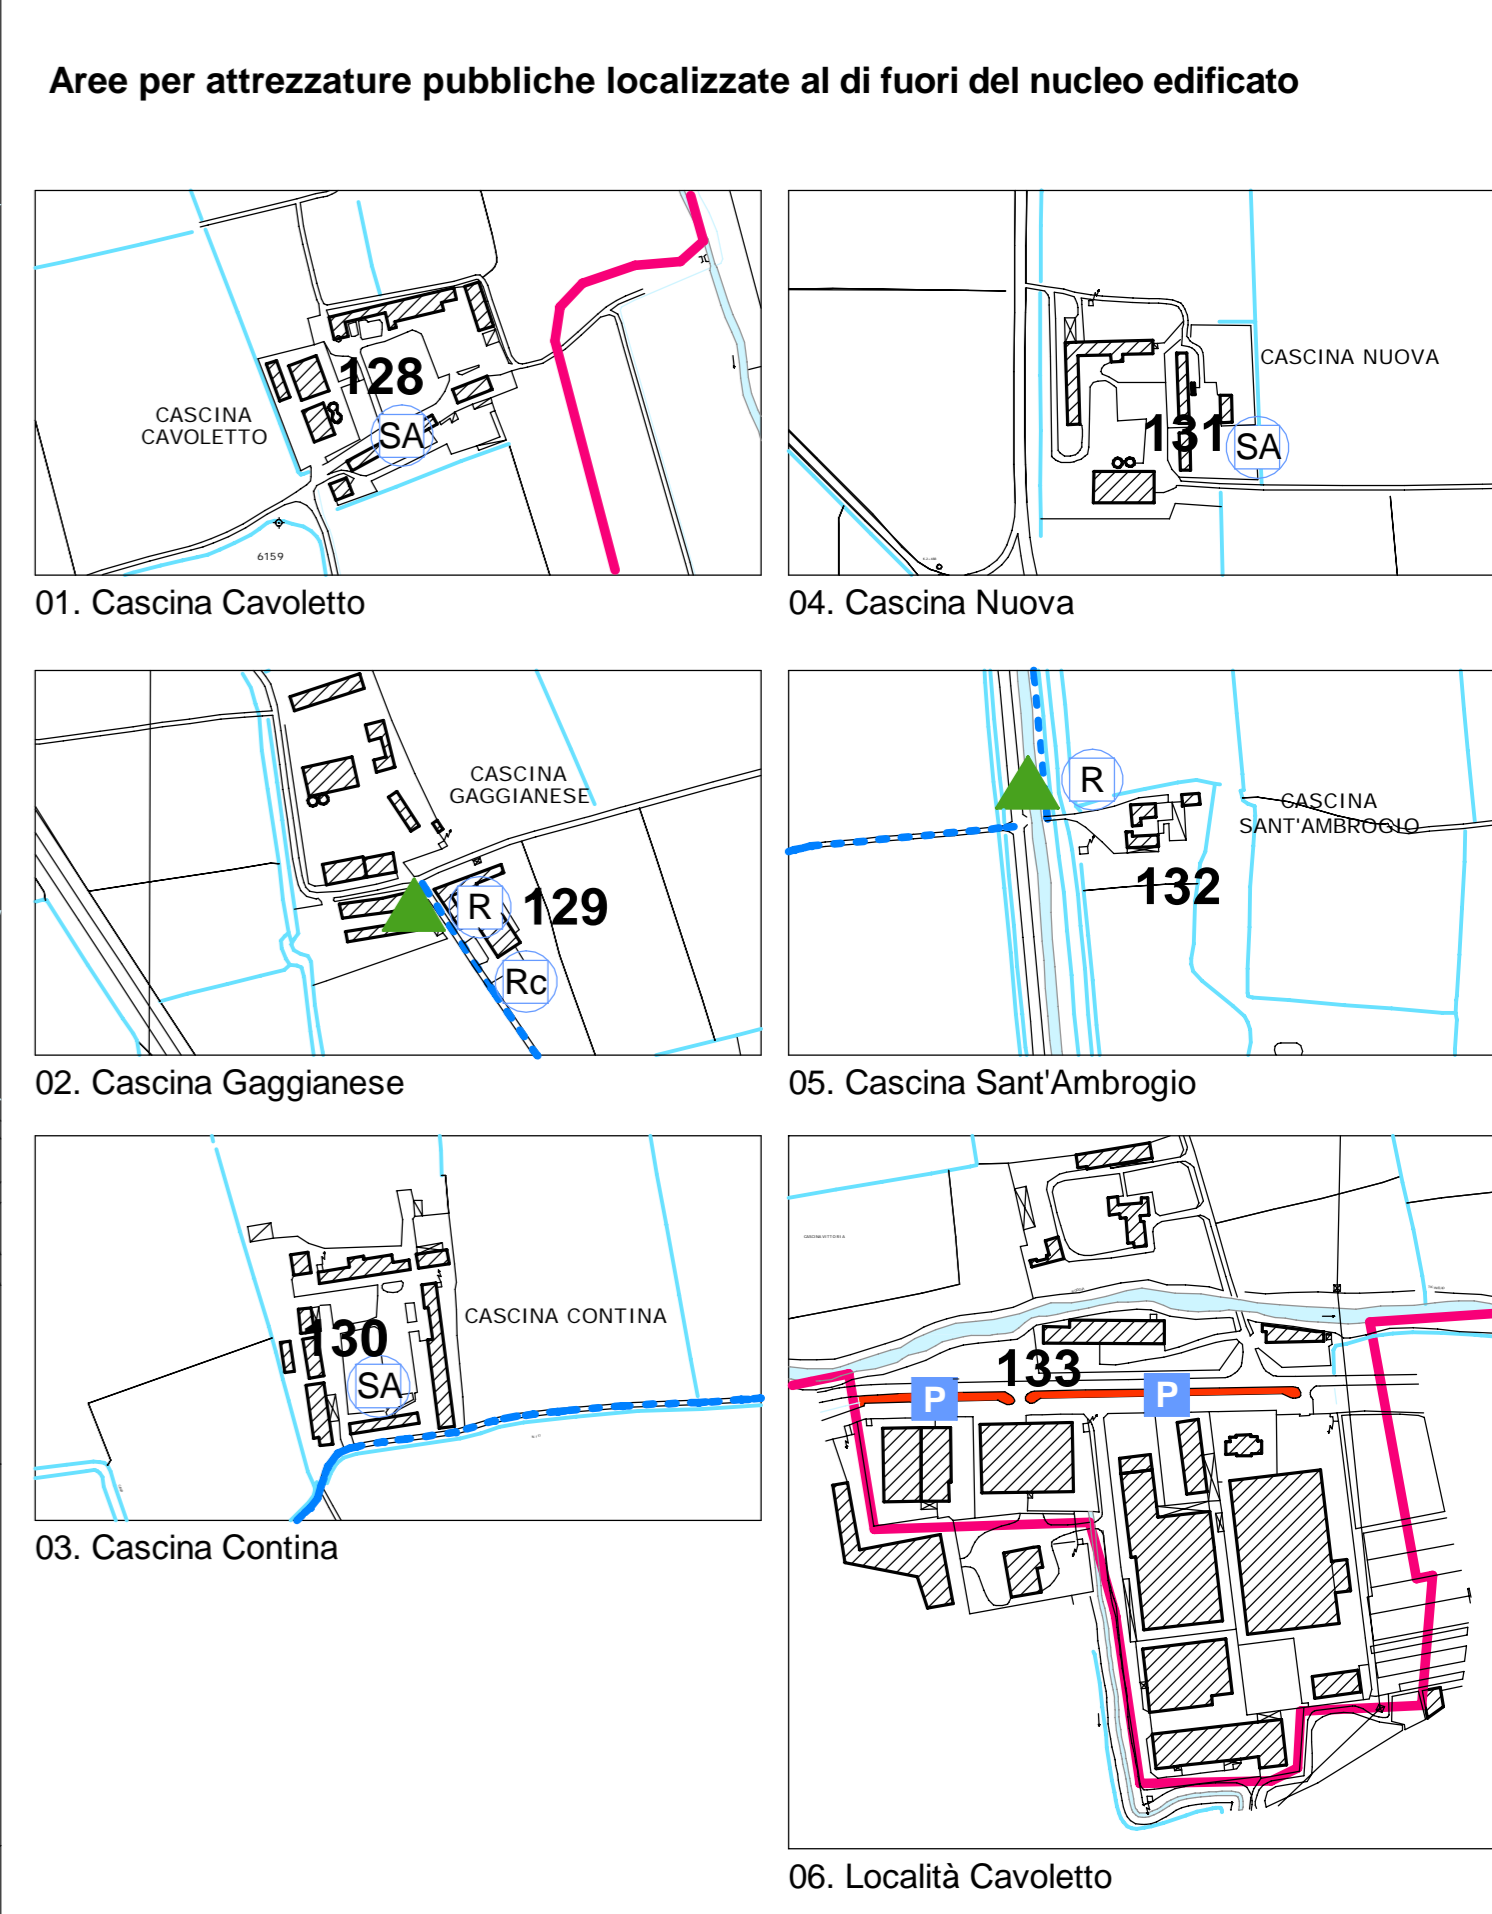 Aree per attrezzature pubbliche localizzate al di fuori del nucleo edificato
128
CASCINA
CAVOLETTO
SA
6159
01. Cascina Cavoletto
CASCINA NUOVA
131
SA
04. Cascina Nuova
CASCINA
GAGGIANESE
R
129
Rc
02. Cascina Gaggianese
R
CASCINA
SANT'AMBROGIO
132
05. Cascina Sant'Ambrogio
CASCINA CONTINA
130
SA
03. Cascina Contina
133
P
P
06. Località Cavoletto